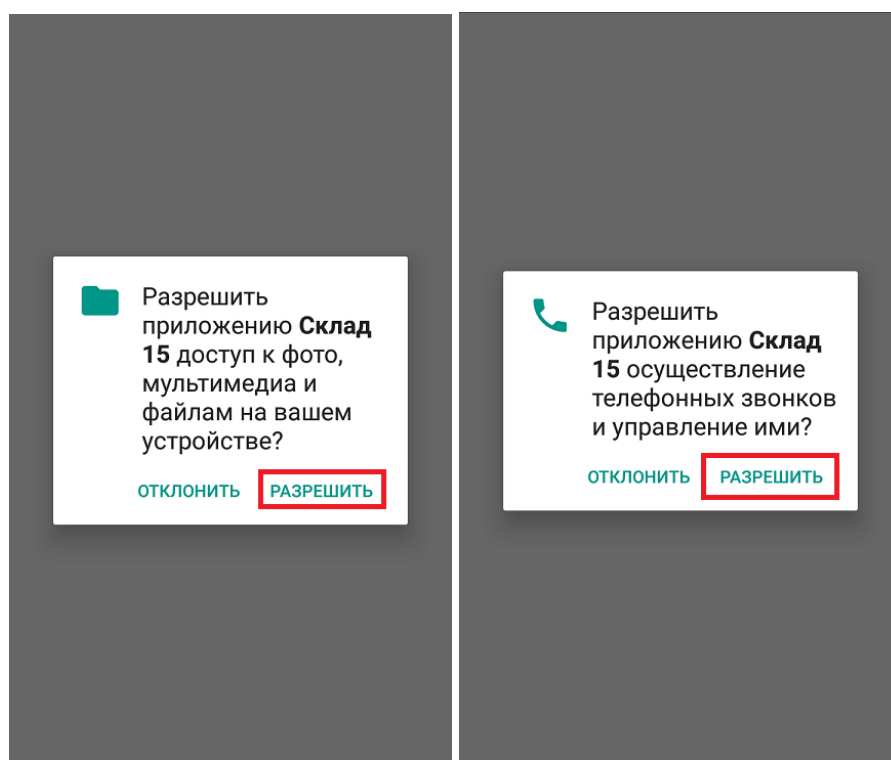 Разрешить
приложению Склад
15 доступ к фото,
мультимедиа и
файлам на вашем
устройстве?
ОТКЛОНИТЬ РАЗРЕШИТЬ
Разрешить
приложению Склад
15 осуществление
телефонных звонков
и управление ими?
ОТКЛОНИТЬ РАЗРЕШИТЬ